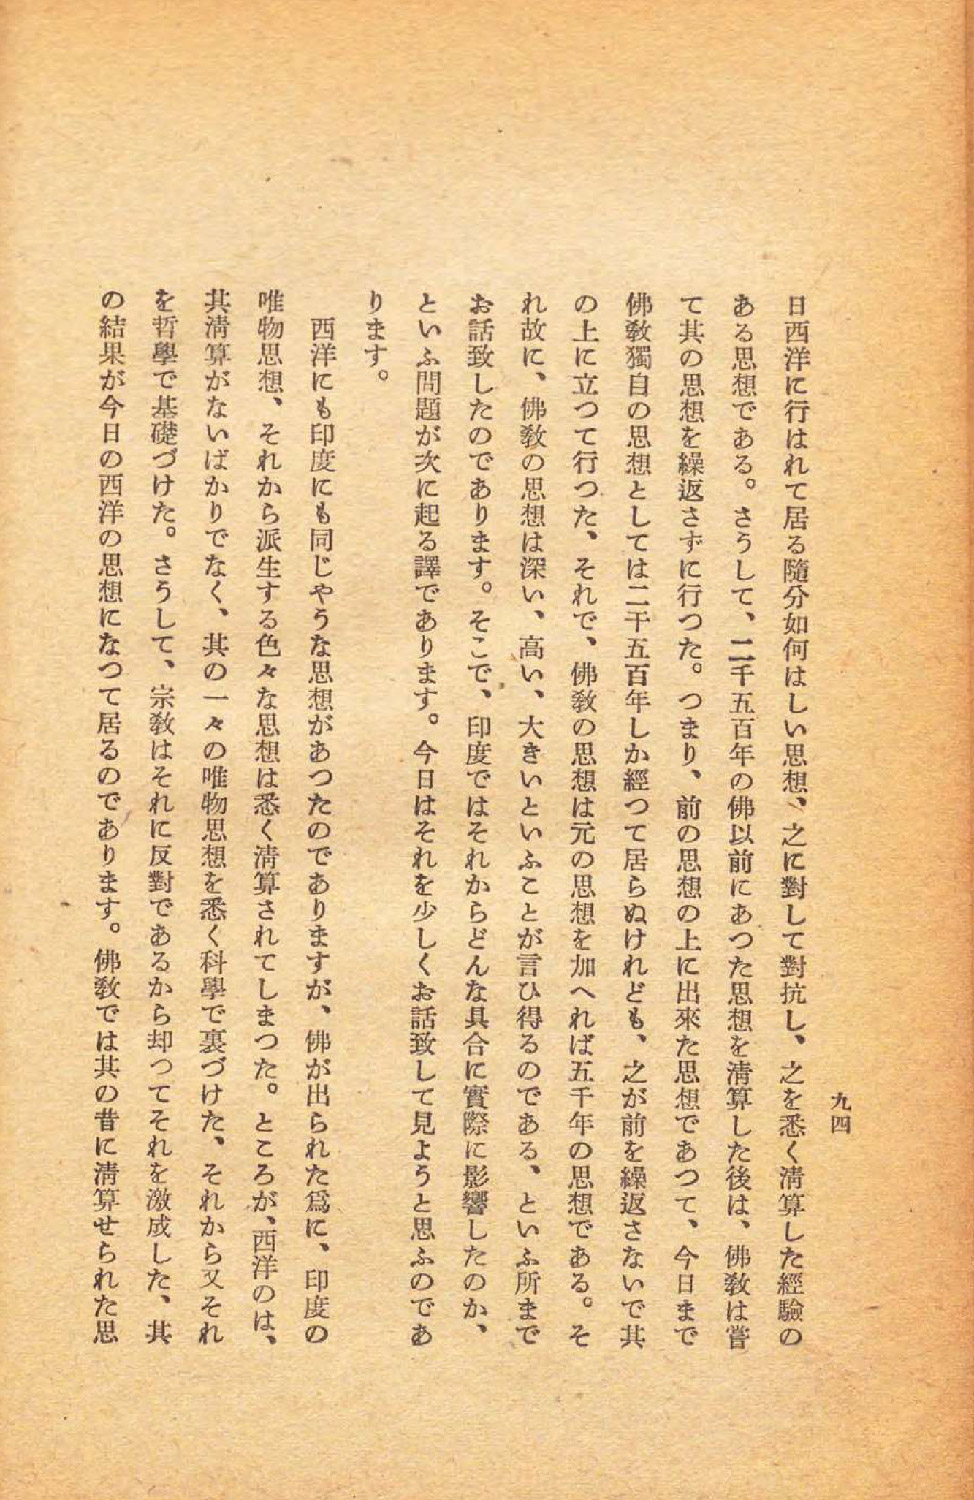 九四
日西洋に行はれて居る隨分如何はしい思想、之に對して對抗し、之を悉く淸算した經驗の
ある思想である。さうして、二千五百年の佛以前にあつた思想を淸算した後は、佛敎は嘗
て其の思想を繰返さずに行つた。つまり、前の思想の上に出來た思想であつて、今日まで
佛敎獨自の思想としては二千五百年しか經つて居らぬけれども、之が前を繰返さないで其
の上に立つて行つた、それで、佛敎の思想は元の思想を加へれば五千年の思想である。そ
れ故に、佛敎の思想は深い、高い、大きいといふことが言ひ得るのである、といふ所まで
お話致したのであります。そこで、印度ではそれからどんな具合に實際に影響したのか、
といふ問題が次に起る譯であります。今日はそれを少しくお話致して見ようと思ふのであ
ります。
西洋にも印度にも同じやうな思想があつたのでありますが、佛が出られた爲に、印度の
唯物思想、それから派生する色々な思想は悉く淸算されてしまつた。ところが、西洋のは、
其淸算がないばかりでなく、其の一々の唯物思想を悉く科學で裏づけた、それから又それ
を哲學で基礎づけた。さうして、宗敎はそれに反對であるから却つてそれを激成した、其
の結果が今日の西洋の思想になつて居るのであります。佛敎では其の昔に淸算せられた思